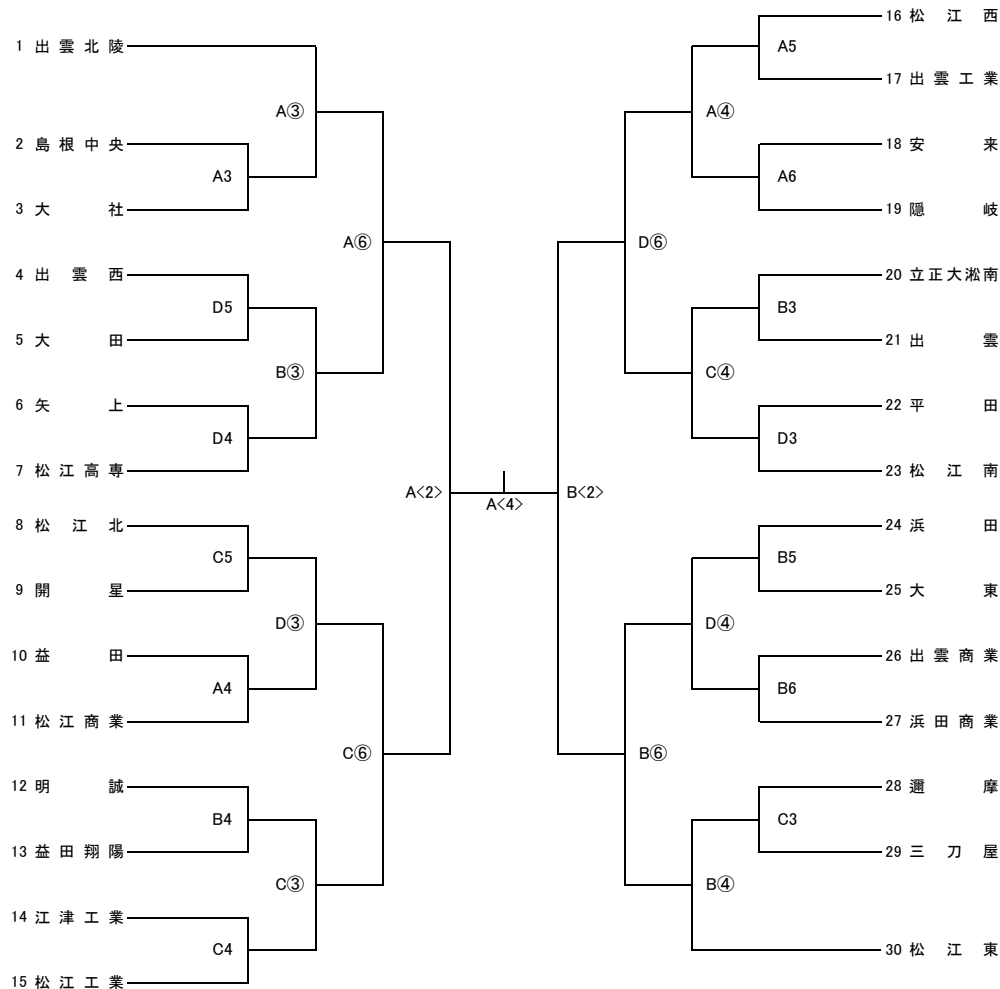 1 出雲北陵
A③
2 島根中央
A3
3 大社
A⑥
4 出雲西
D5
5 大田
B③
6 矢上
D4
7 松江高専
A<2>
8 松江北
C5
9 開星
D③
10 益田
A4
11 松江商業
C⑥
12 明誠
B4
13 益田翔陽
C③
14 江津工業
C4
15 松江工業
A<4>
16 松江西
A5
17 出雲工業
A④
18 安来
A6
19 隠岐
D⑥
20 立正大淞南
B3
21 出雲
C④
22 平田
D3
23 松江南
B<2>
24 浜田
B5
25 大東
D④
26 出雲商業
B6
27 浜田商業
B⑥
28 邇摩
C3
29 三刀屋
B④
30 松江東